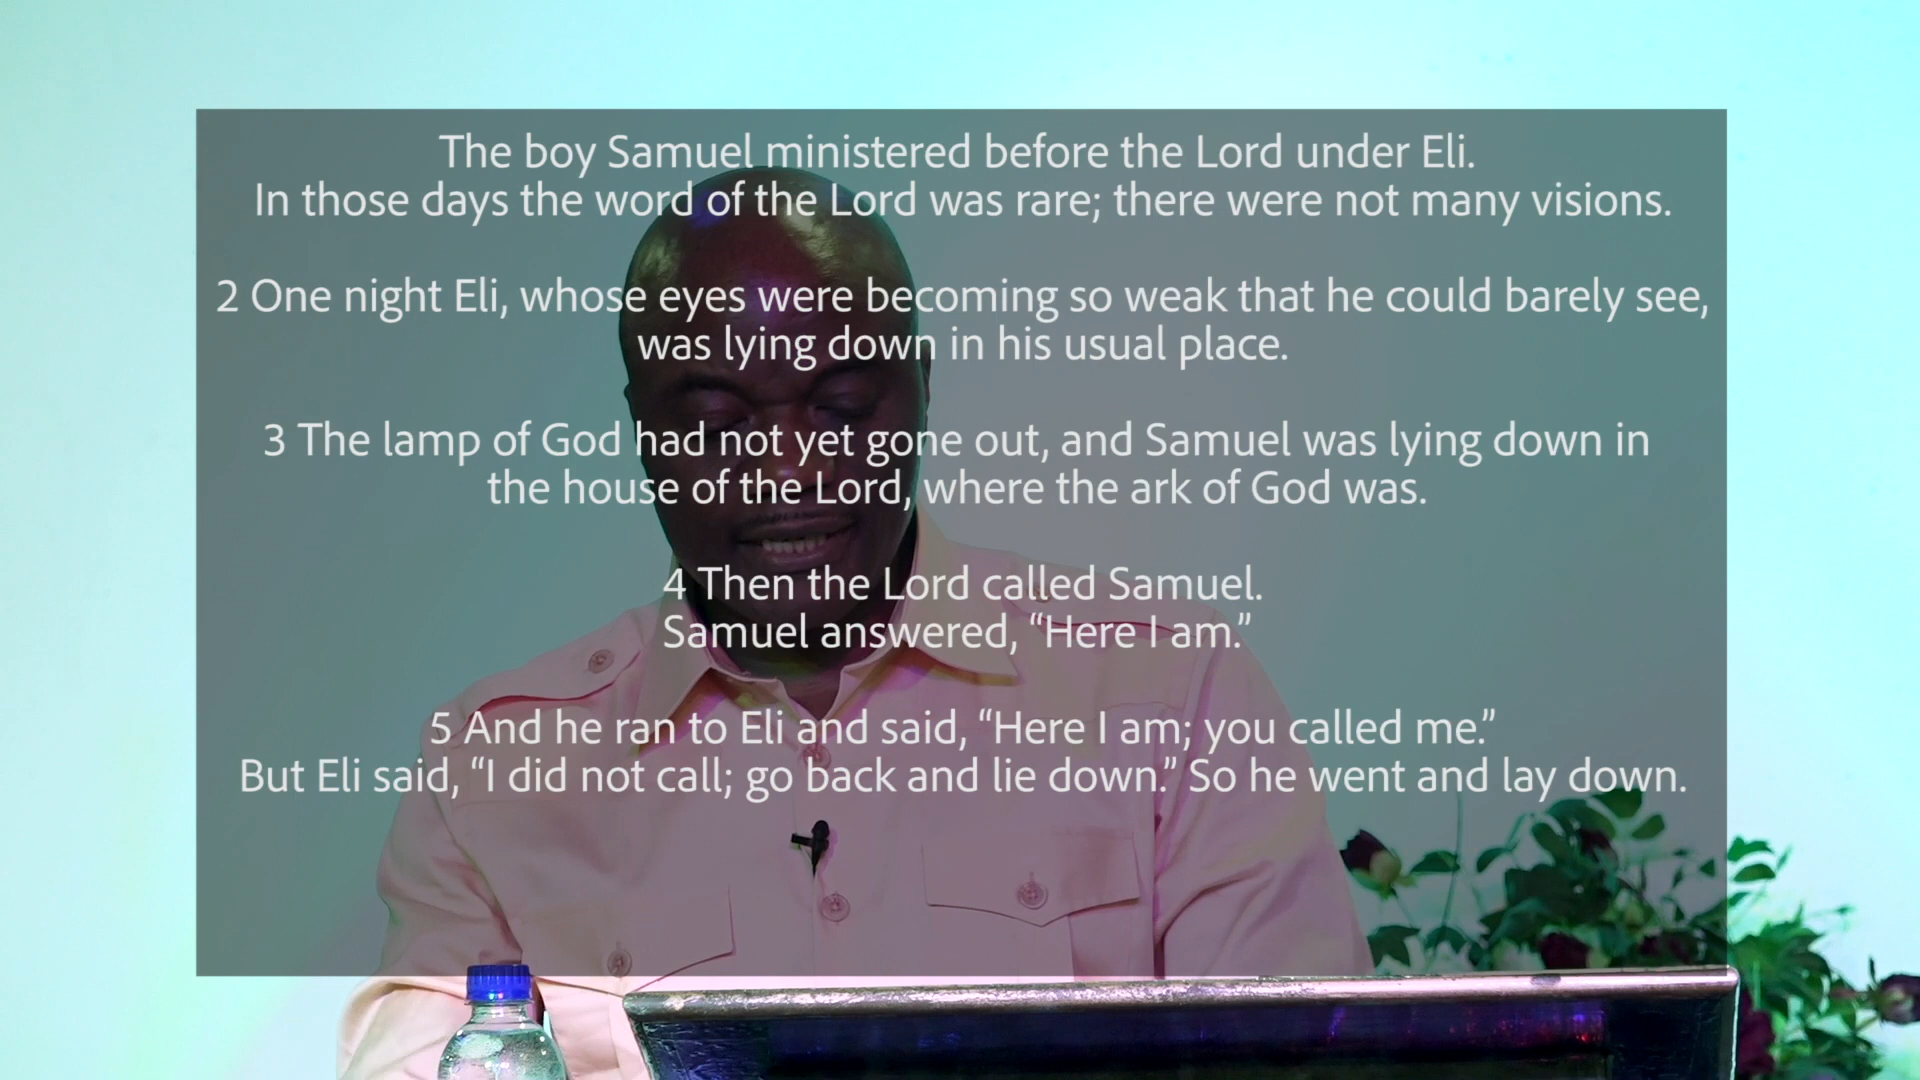 The boy Samuel ministered before the Lord under Eli.
In those days the word of the Lord was rare; there were not many visions.
2 One night Eli, whose eyes were becoming so weak that he could barely see,
was lying down in his usual place.
3 The lamp of God had not yet gone out, and Samuel was lying down in
the house of the Lord, where the ark of God was.
4 Then the Lord called Samuel.
Samuel answered, “Here I am.”
5 And he ran to Eli and said, “Here I am; you called me.”
But Eli said, “I did not call; go back and lie down.” So he went and lay down.